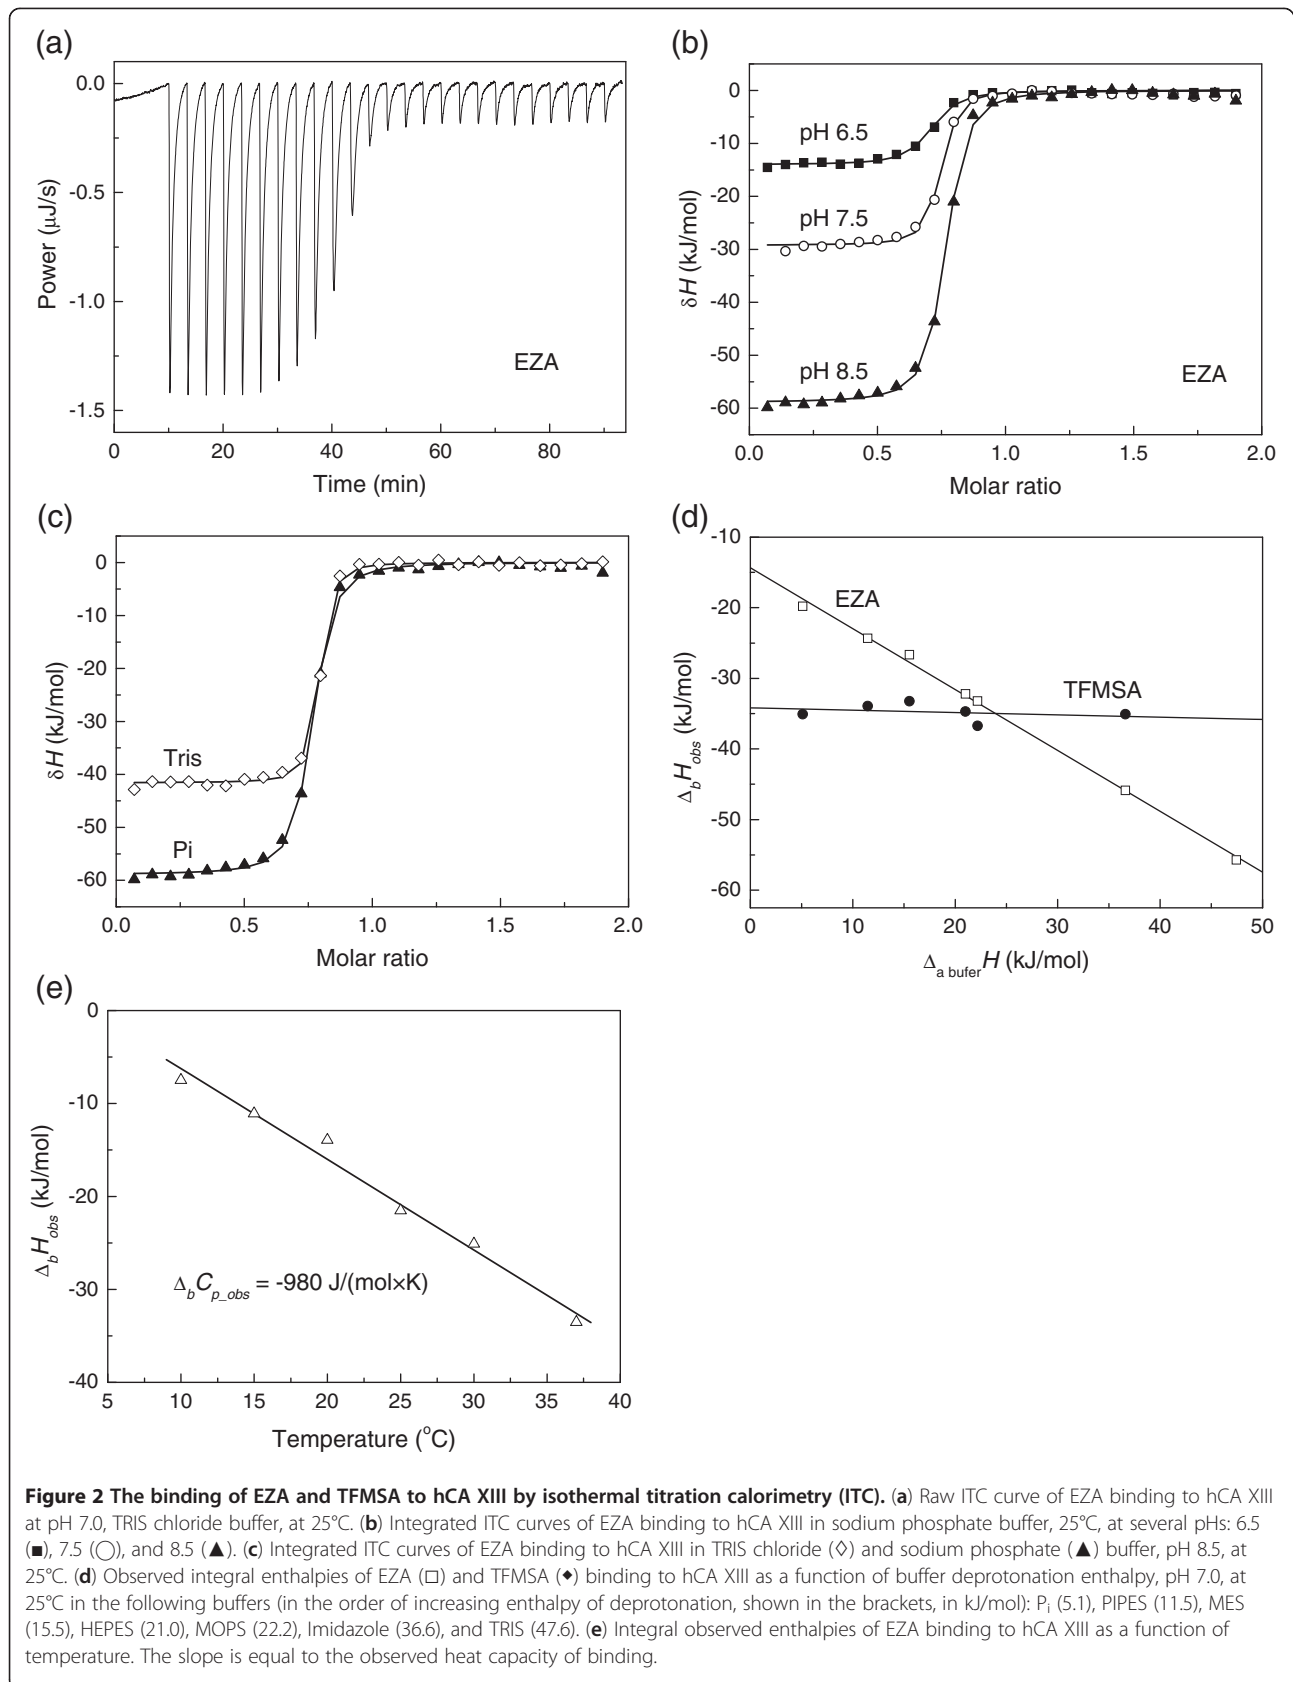 (a)
0.0
-0.5
-1.0
-1.5
Power (μJ/s)
EZA
0 20 40 60 80
Time (min)
(b)
0
-10
-20
-30
-40
-50
-60
δH (kJ/mol)
pH 6.5
pH 7.5
pH 8.5
EZA
0.0 0.5 1.0 1.5 2.0
Molar ratio
(c)
0
-10
-20
-30
-40
-50
-60
δH (kJ/mol)
Tris
Pi
0.0 0.5 1.0 1.5 2.0
Molar ratio
(d)
-10
-20
-30
-40
-50
-60
ΔbHobs (kJ/mol)
EZA
TFMSA
0 10 20 30 40 50
Δa buferH (kJ/mol)
(e)
0
-10
-20
-30
-40
ΔbHobs (kJ/mol)
ΔbCp_obs = -980 J/(mol×K)
5 10 15 20 25 30 35 40
Temperature (°C)
Figure 2 The binding of EZA and TFMSA to hCA XIII by isothermal titration calorimetry (ITC). (a) Raw ITC curve of EZA binding to hCA XIII
at pH 7.0, TRIS chloride buffer, at 25°C. (b) Integrated ITC curves of EZA binding to hCA XIII in sodium phosphate buffer, 25°C, at several pHs: 6.5
(■), 7.5 (◯), and 8.5 (▲). (c) Integrated ITC curves of EZA binding to hCA XIII in TRIS chloride (◊) and sodium phosphate (▲) buffer, pH 8.5, at
25°C. (d) Observed integral enthalpies of EZA (□) and TFMSA (◆) binding to hCA XIII as a function of buffer deprotonation enthalpy, pH 7.0, at
25°C in the following buffers (in the order of increasing enthalpy of deprotonation, shown in the brackets, in kJ/mol): Pi (5.1), PIPES (11.5), MES
(15.5), HEPES (21.0), MOPS (22.2), Imidazole (36.6), and TRIS (47.6). (e) Integral observed enthalpies of EZA binding to hCA XIII as a function of
temperature. The slope is equal to the observed heat capacity of binding.